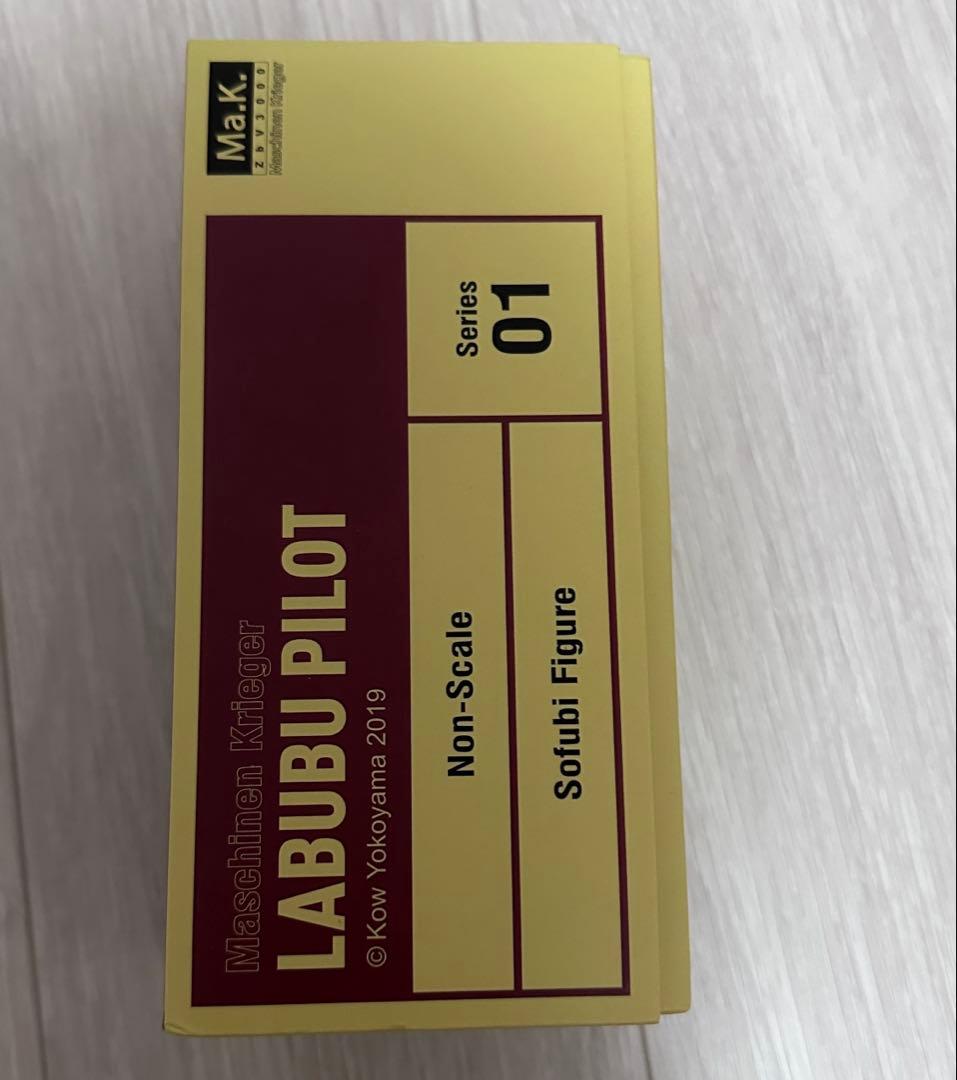 Ma.K.
ZbV3000
Maschinen Krieger
Maschinen Krieger
LABUBU PILOT
© Kow Yokoyama 2019
Series
01
Non-Scale
Sofubi Figure